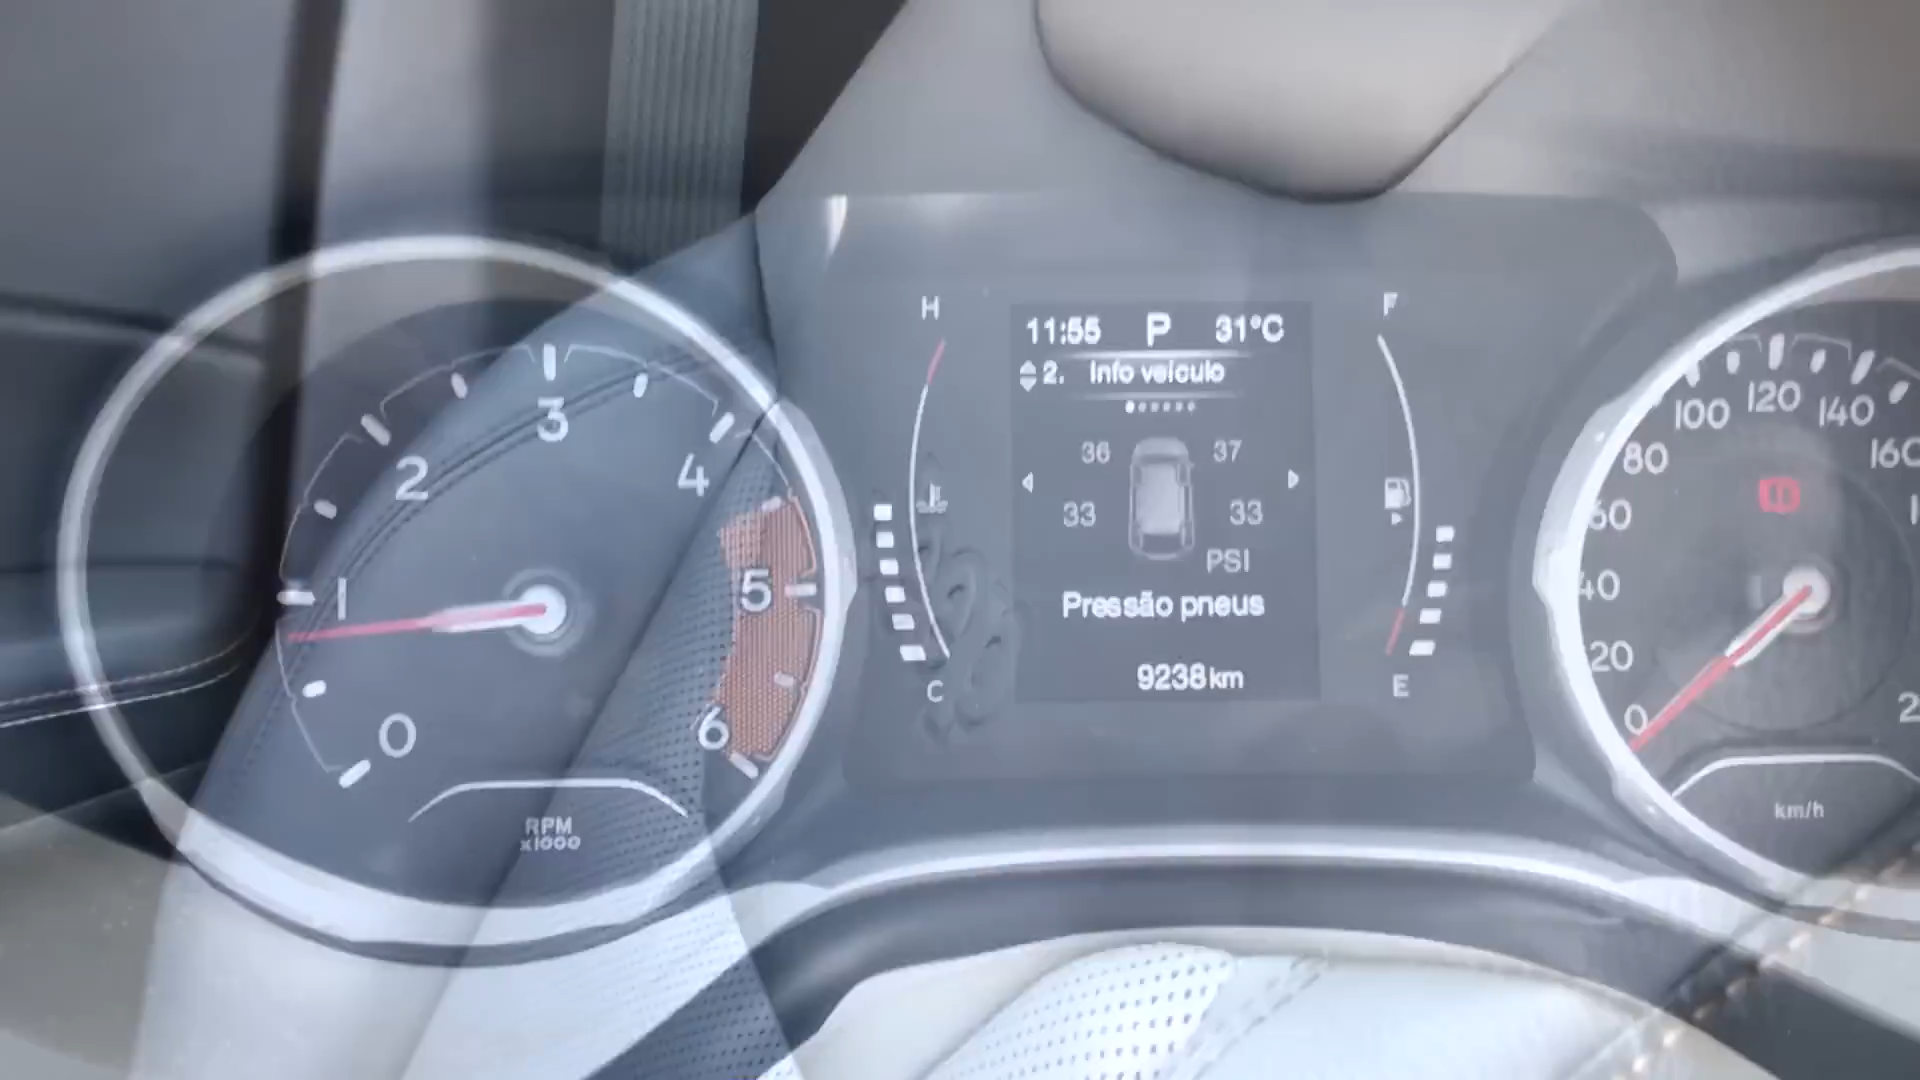 H
F
11:55 P 31°C
2. Info veículo
36 37
33 33
PSI
Pressão pneus
9238 km
C
E
0
1
2
3
4
5
6
RPM
x1000
0
20
40
60
80
100
120
140
160
km/h